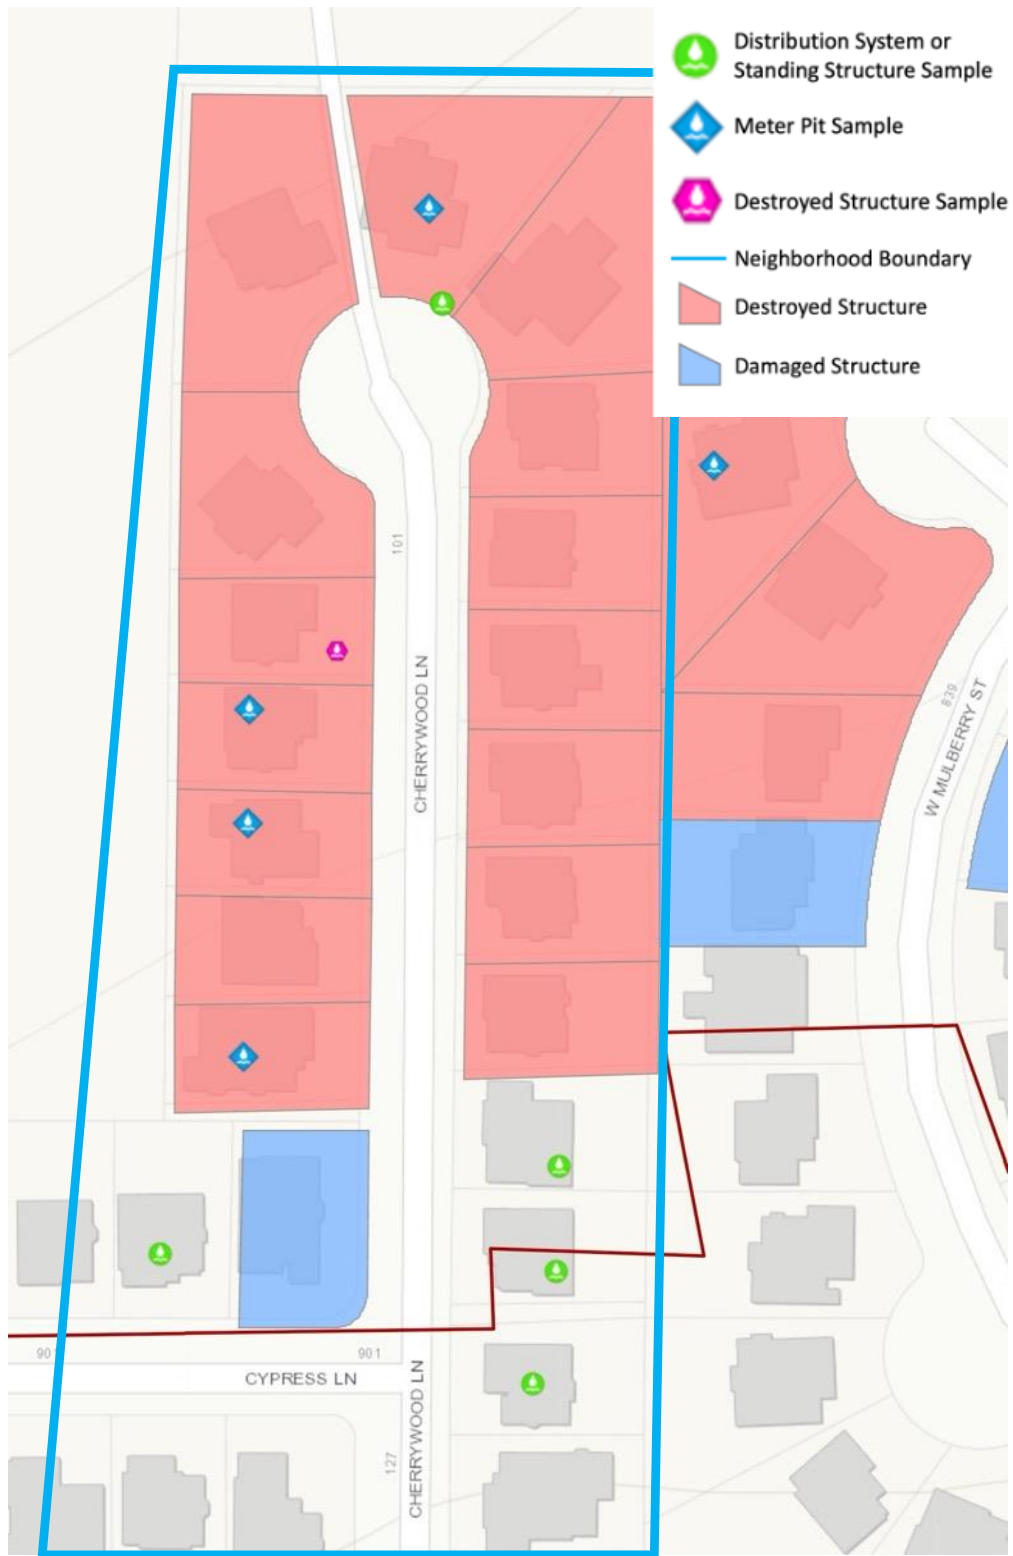 Distribution System or
Standing Structure Sample
Meter Pit Sample
Destroyed Structure Sample
Neighborhood Boundary
Destroyed Structure
Damaged Structure
101
CHERRYWOOD LN
839
W MULBERRY ST
901
901
CYPRESS LN
CHERRYWOOD LN
127